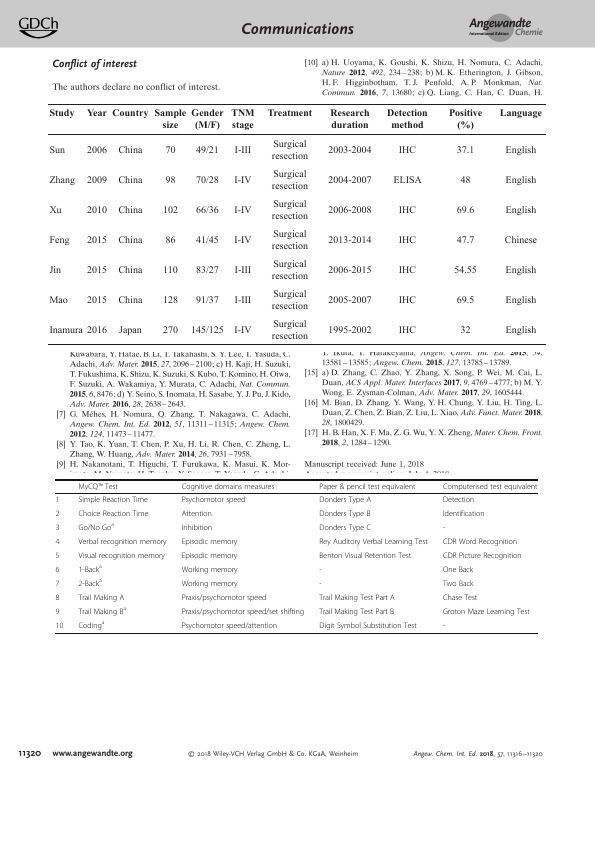 GDCh
Communications
Angewandte
International Edition Chemie
Conflict of interest
The authors declare no conflict of interest.
[10] a) H. Uoyama, K. Goushi, K. Shizu, H. Nomura, C. Adachi,
Nature 2012, 492, 234–238; b) M. K. Etherington, J. Gibson,
H. F. Higginbotham, T. J. Penfold, A. P. Monkman, Nat.
Commun. 2016, 7, 13680; c) Q. Liang, C. Han, C. Duan, H.
Study Year Country Sample size Gender (M/F) TNM stage Treatment Research duration Detection method Positive (%) Language
Sun 2006 China 70 49/21 I-III Surgical resection 2003-2004 IHC 37.1 English
Zhang 2009 China 98 70/28 I-IV Surgical resection 2004-2007 ELISA 48 English
Xu 2010 China 102 66/36 I-IV Surgical resection 2006-2008 IHC 69.6 English
Feng 2015 China 86 41/45 I-IV Surgical resection 2013-2014 IHC 47.7 Chinese
Jin 2015 China 110 83/27 I-III Surgical resection 2006-2015 IHC 54.55 English
Mao 2015 China 128 91/37 I-III Surgical resection 2005-2007 IHC 69.5 English
Inamura 2016 Japan 270 145/125 I-IV Surgical resection 1995-2002 IHC 32 English
Kuwabara, Y. Hatae, B. Li, T. Takahashi, S. Y. Lee, T. Yasuda, C.
Adachi, Adv. Mater. 2015, 27, 2096–2100; c) H. Kaji, H. Suzuki,
T. Fukushima, K. Shizu, K. Suzuki, S. Kubo, T. Komino, H. Oiwa,
F. Suzuki, A. Wakamiya, Y. Murata, C. Adachi, Nat. Commun.
2015, 6, 8476; d) Y. Seino, S. Inomata, H. Sasabe, Y. J. Pu, J. Kido,
Adv. Mater. 2016, 28, 2638–2643.
[7] G. Méhes, H. Nomura, Q. Zhang, T. Nakagawa, C. Adachi,
Angew. Chem. Int. Ed. 2012, 51, 11311–11315; Angew. Chem.
2012, 124, 11473–11477.
[8] Y. Tao, K. Yuan, T. Chen, P. Xu, H. Li, R. Chen, C. Zheng, L.
Zhang, W. Huang, Adv. Mater. 2014, 26, 7931–7958.
[9] H. Nakanotani, T. Higuchi, T. Furukawa, K. Masui, K. Mor-
T. Ikuta, T. Hatakeyama, Angew. Chem. Int. Ed. 2015, 54,
13581–13585; Angew. Chem. 2015, 127, 13785–13789.
[15] a) D. Zhang, C. Zhao, Y. Zhang, X. Song, P. Wei, M. Cai, L.
Duan, ACS Appl. Mater. Interfaces 2017, 9, 4769–4777; b) M. Y.
Wong, E. Zysman-Colman, Adv. Mater. 2017, 29, 1605444.
[16] M. Bian, D. Zhang, Y. Wang, Y. H. Chung, Y. Liu, H. Ting, L.
Duan, Z. Chen, Z. Bian, Z. Liu, L. Xiao, Adv. Funct. Mater. 2018,
28, 1800429.
[17] H. B. Han, X. F. Ma, Z. G. Wu, Y. X. Zheng, Mater. Chem. Front.
2018, 2, 1284–1290.
Manuscript received: June 1, 2018
MyCQ™ Test Cognitive domains measures Paper & pencil test equivalent Computerised test equivalent
1 Simple Reaction Time Psychomotor speed Donders Type A Detection
2 Choice Reaction Time Attention Donders Type B Identification
3 Go/No Goª Inhibition Donders Type C -
4 Verbal recognition memory Episodic memory Rey Auditory Verbal Learning Test CDR Word Recognition
5 Visual recognition memory Episodic memory Benton Visual Retention Test CDR Picture Recognition
6 1-Backª Working memory - One Back
7 2-Backª Working memory - Two Back
8 Trail Making A Praxis/psychomotor speed Trail Making Test Part A Chase Test
9 Trail Making Bª Praxis/psychomotor speed/set shifting Trail Making Test Part B Groton Maze Learning Test
10 Codingª Psychomotor speed/attention Digit Symbol Substitution Test -
11320 www.angewandte.org © 2018 Wiley-VCH Verlag GmbH & Co. KGaA, Weinheim Angew. Chem. Int. Ed. 2018, 57, 11316–11320